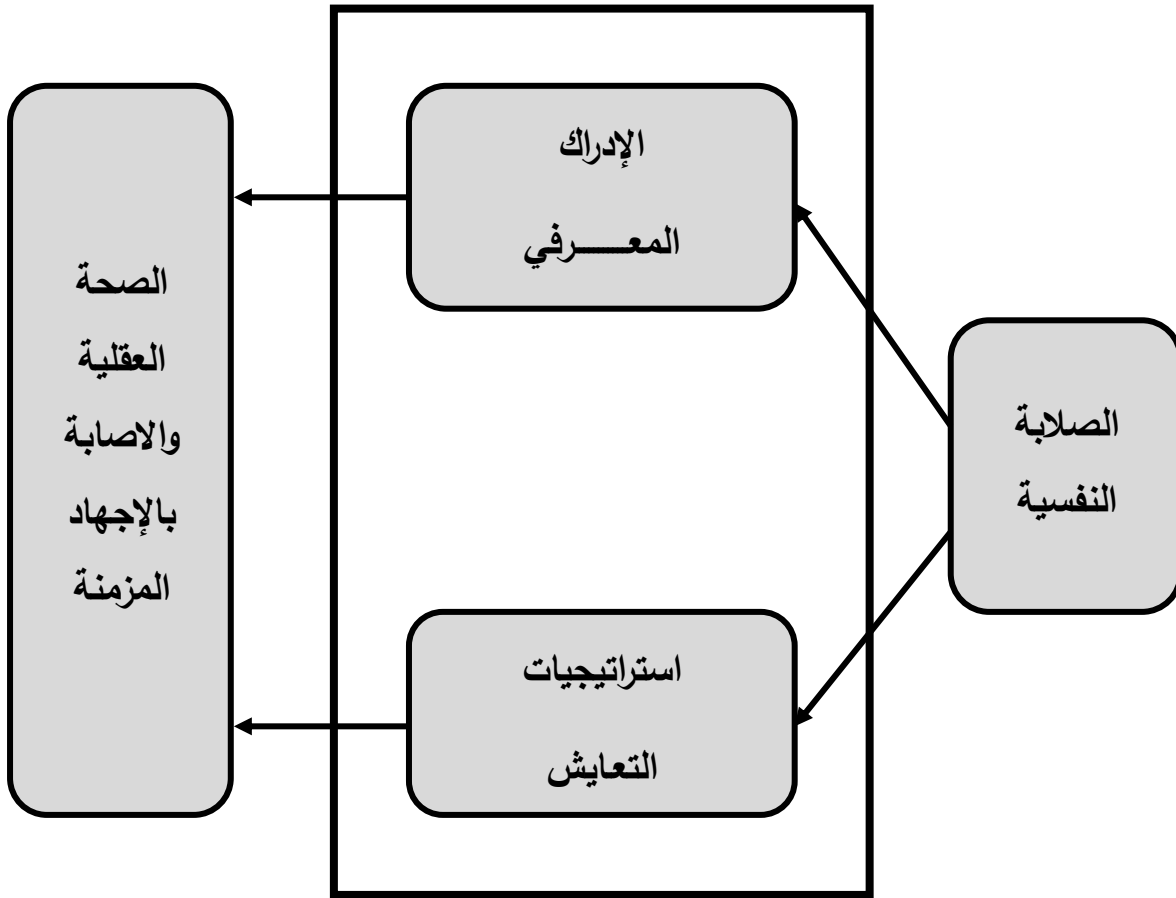 الصلابة
النفسية
الإدراك
المعـــــرفي
استراتيجيات
التعايش
الصحة
العقلية
والاصابة
بالإجهاد
المزمنة